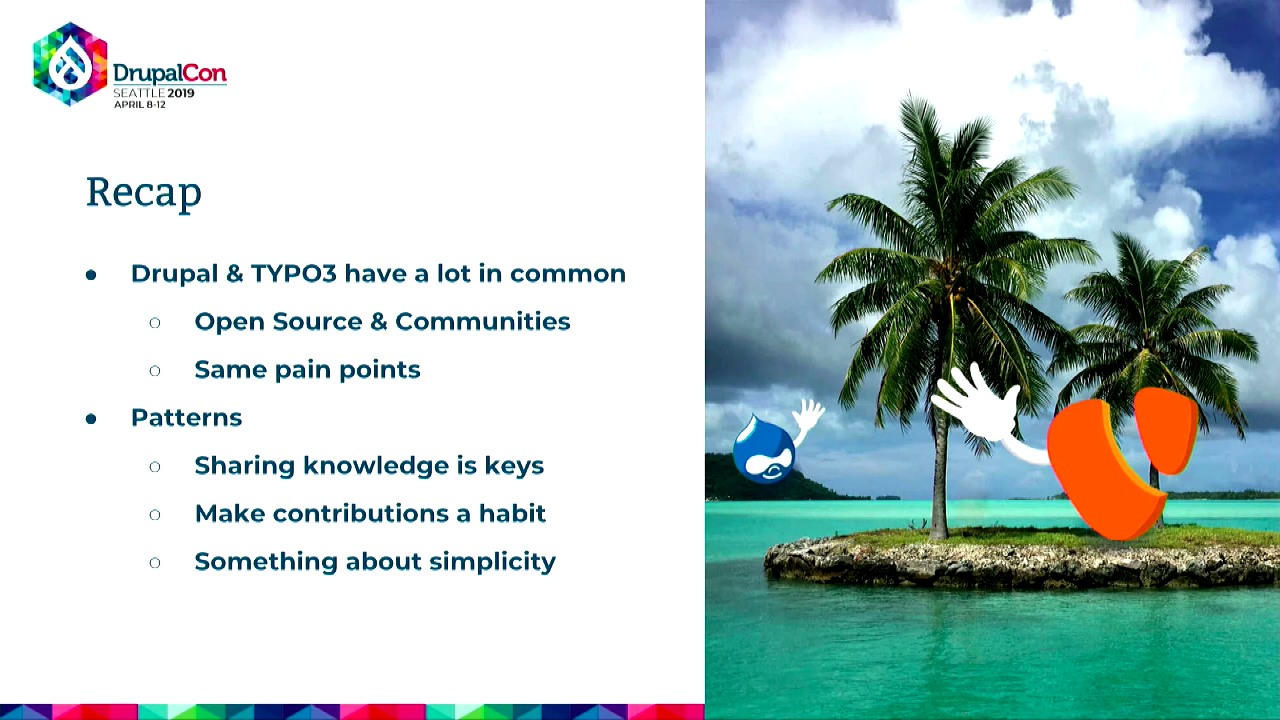 DrupalCon
SEATTLE 2019
APRIL 8-12
Recap
● Drupal & TYPO3 have a lot in common
○ Open Source & Communities
○ Same pain points
● Patterns
○ Sharing knowledge is keys
○ Make contributions a habit
○ Something about simplicity